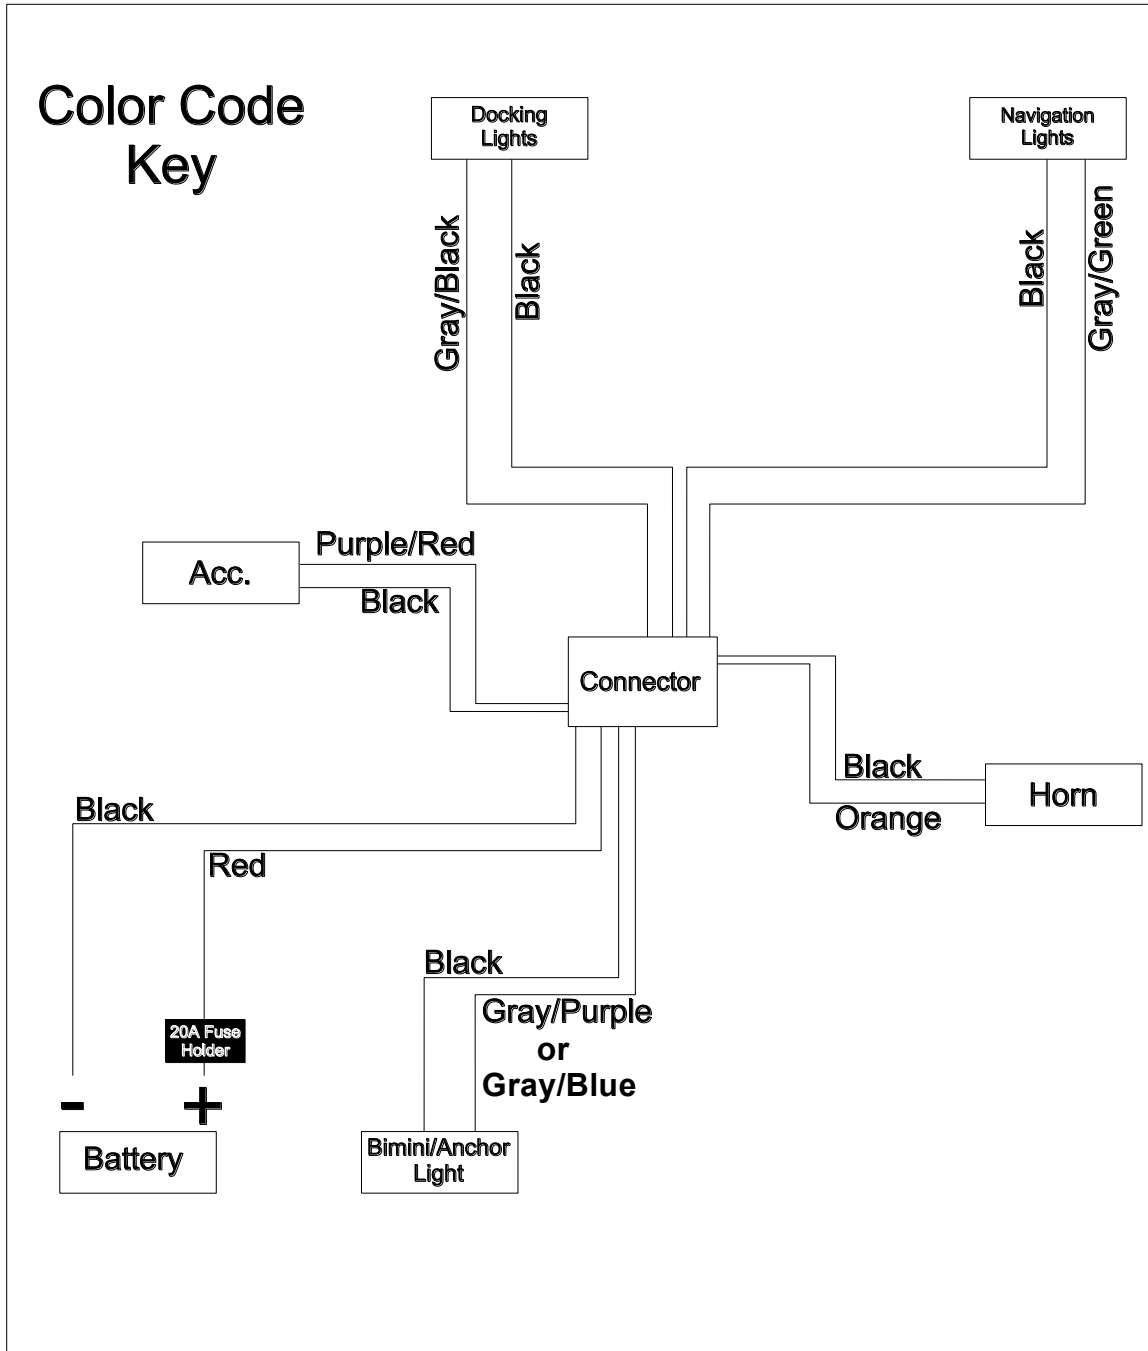 Color Code
Key
Docking
Lights
Navigation
Lights
Gray/Black
Black
Black
Gray/Green
Purple/Red
Acc.
Black
Connector
Black
Horn
Orange
Black
Red
Black
Gray/Purple
or
Gray/Blue
20A Fuse
Holder
- +
Battery
Bimini/Anchor
Light